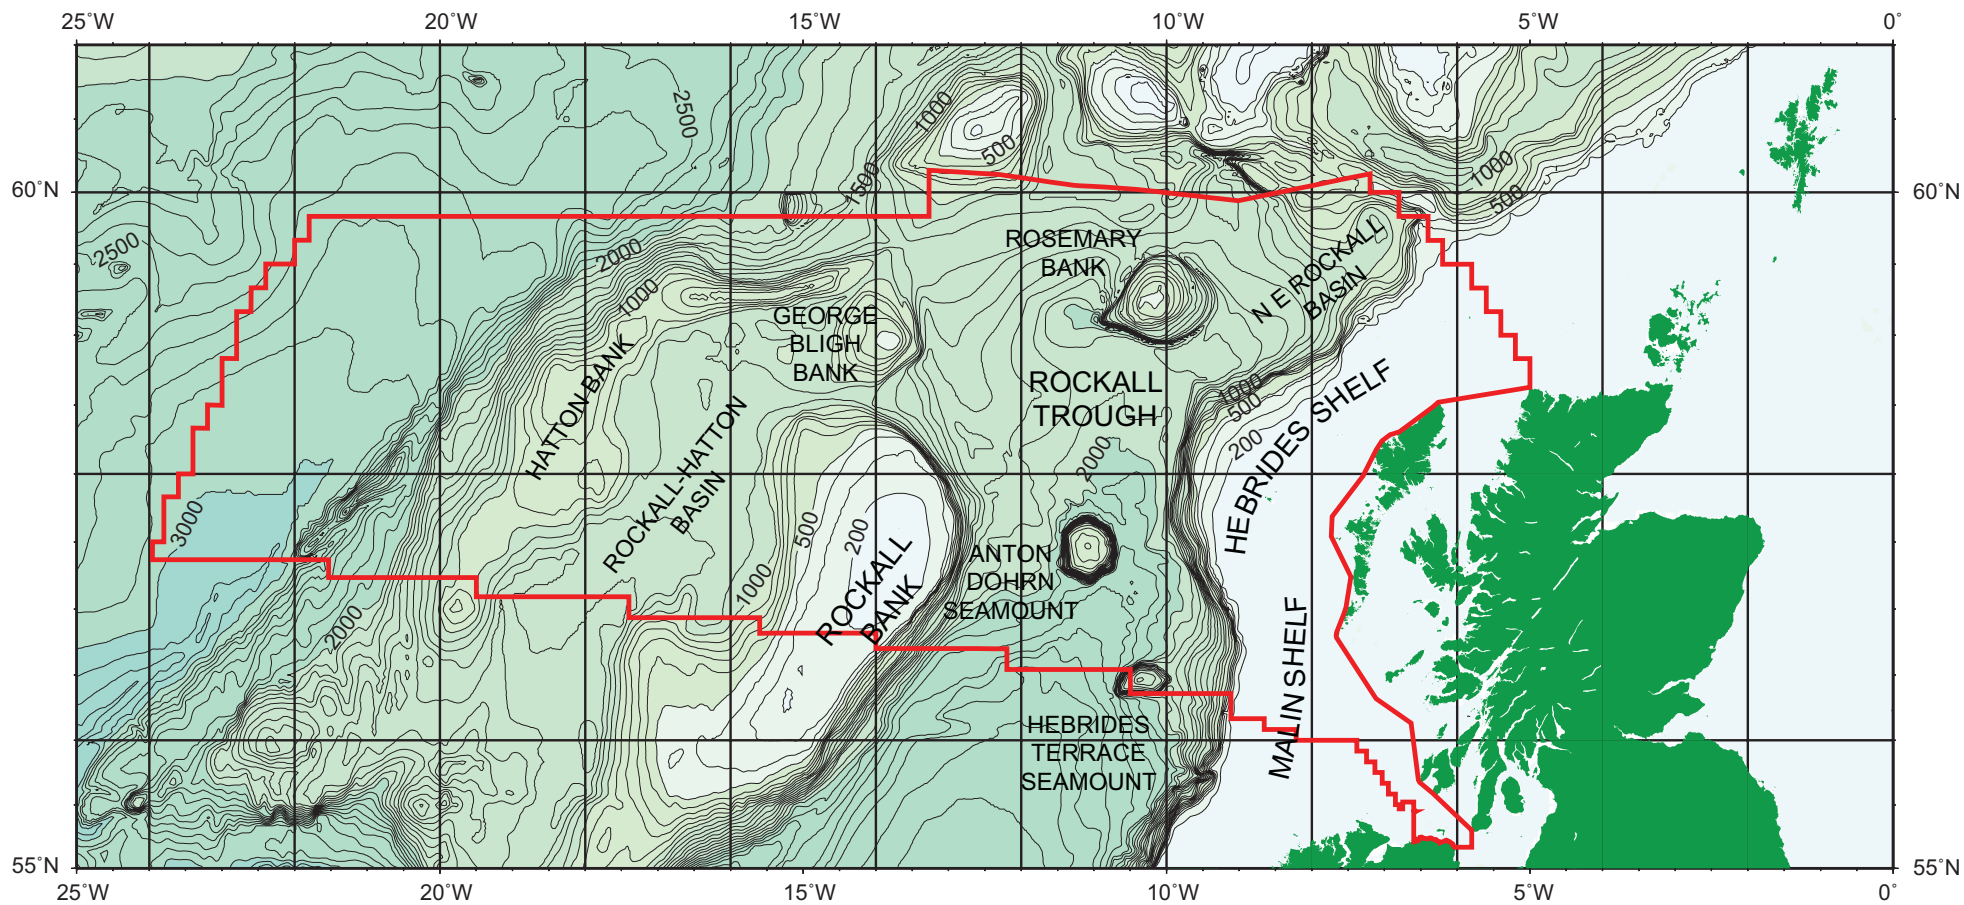 25˚W
20˚W
15˚W
10˚W
5˚W
0˚
2500
1000
500
1500
1000
500
60˚N
60˚N
2500
2000
1000
ROSEMARY
BANK
N E ROCKALL
BASIN
GEORGE
BLIGH
BANK
HATTON BANK
ROCKALL
TROUGH
1000
500
200
HEBRIDES SHELF
ROCKALL-HATTON
BASIN
2000
3000
500
200
1000
ROCKALL
BANK
ANTON
DOHRN
SEAMOUNT
2000
MALIN SHELF
HEBRIDES
TERRACE
SEAMOUNT
55˚N
55˚N
25˚W
20˚W
15˚W
10˚W
5˚W
0˚